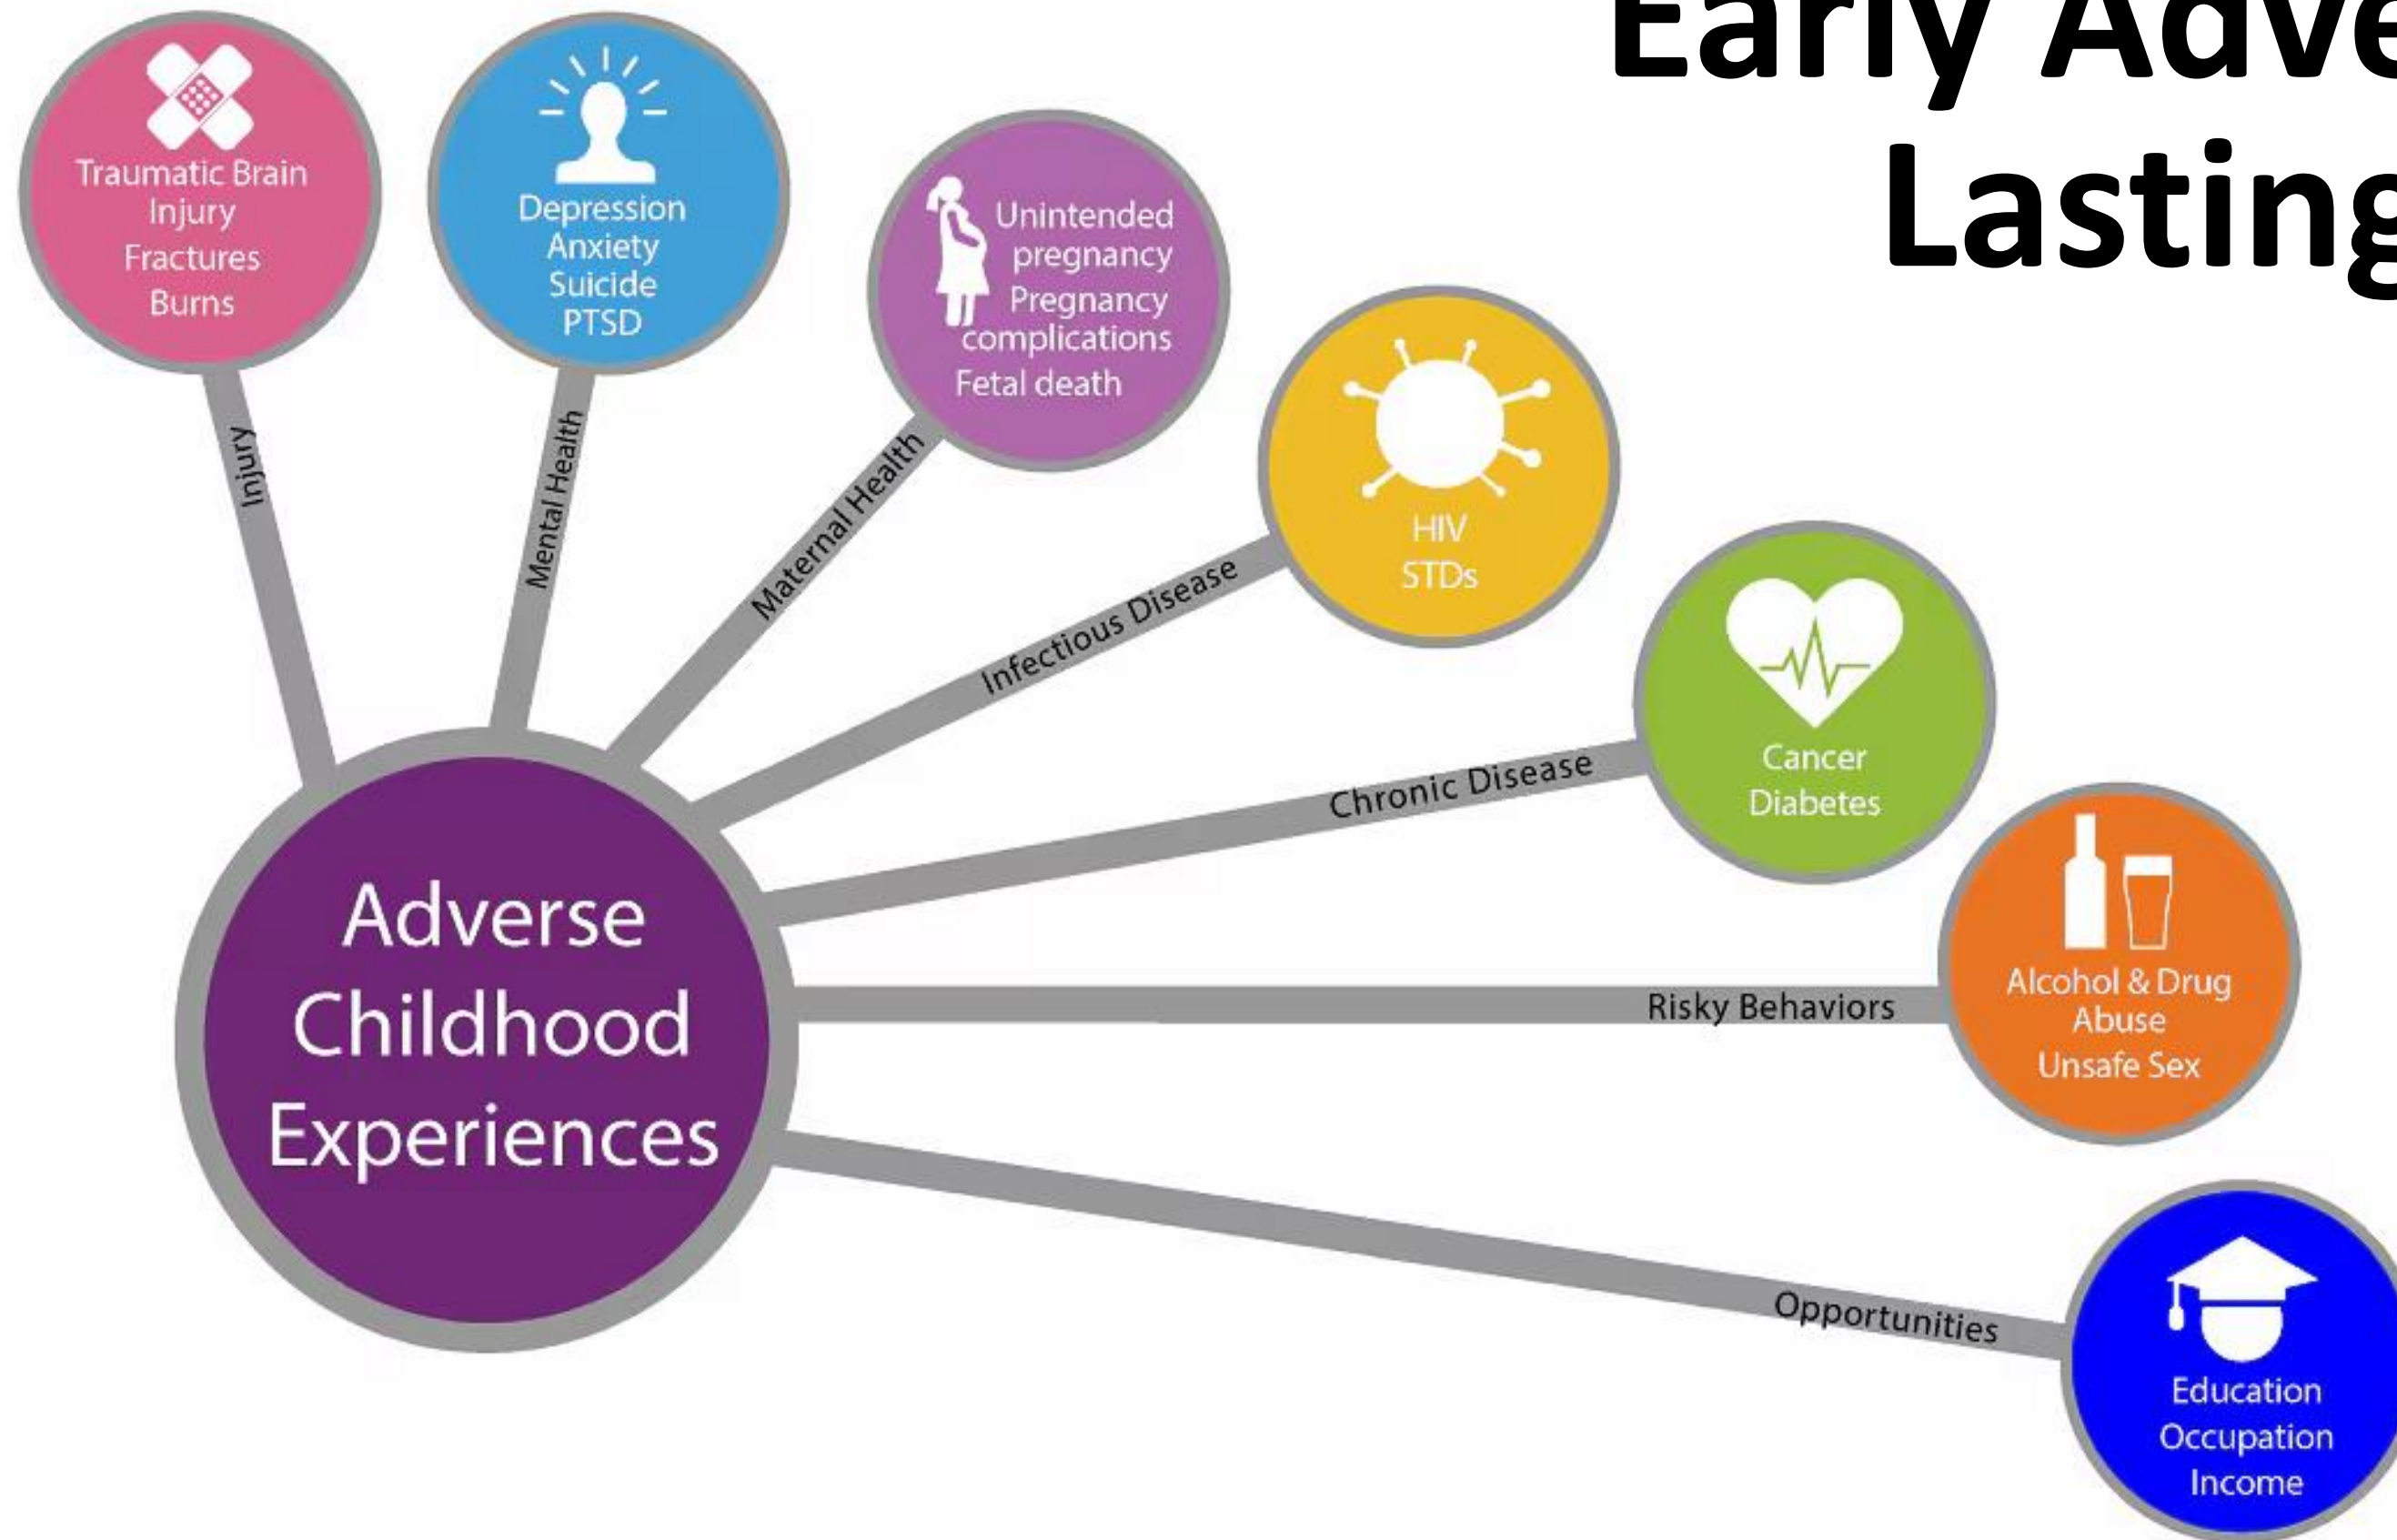 Early Adve
Lasting
Traumatic Brain
Injury
Fractures
Burns
Depression
Anxiety
Suicide
PTSD
Unintended
pregnancy
Pregnancy
complications
Fetal death
HIV
STDs
Cancer
Diabetes
Alcohol & Drug
Abuse
Unsafe Sex
Education
Occupation
Income
Injury
Mental Health
Maternal Health
Infectious Disease
Chronic Disease
Risky Behaviors
Opportunities
Adverse
Childhood
Experiences